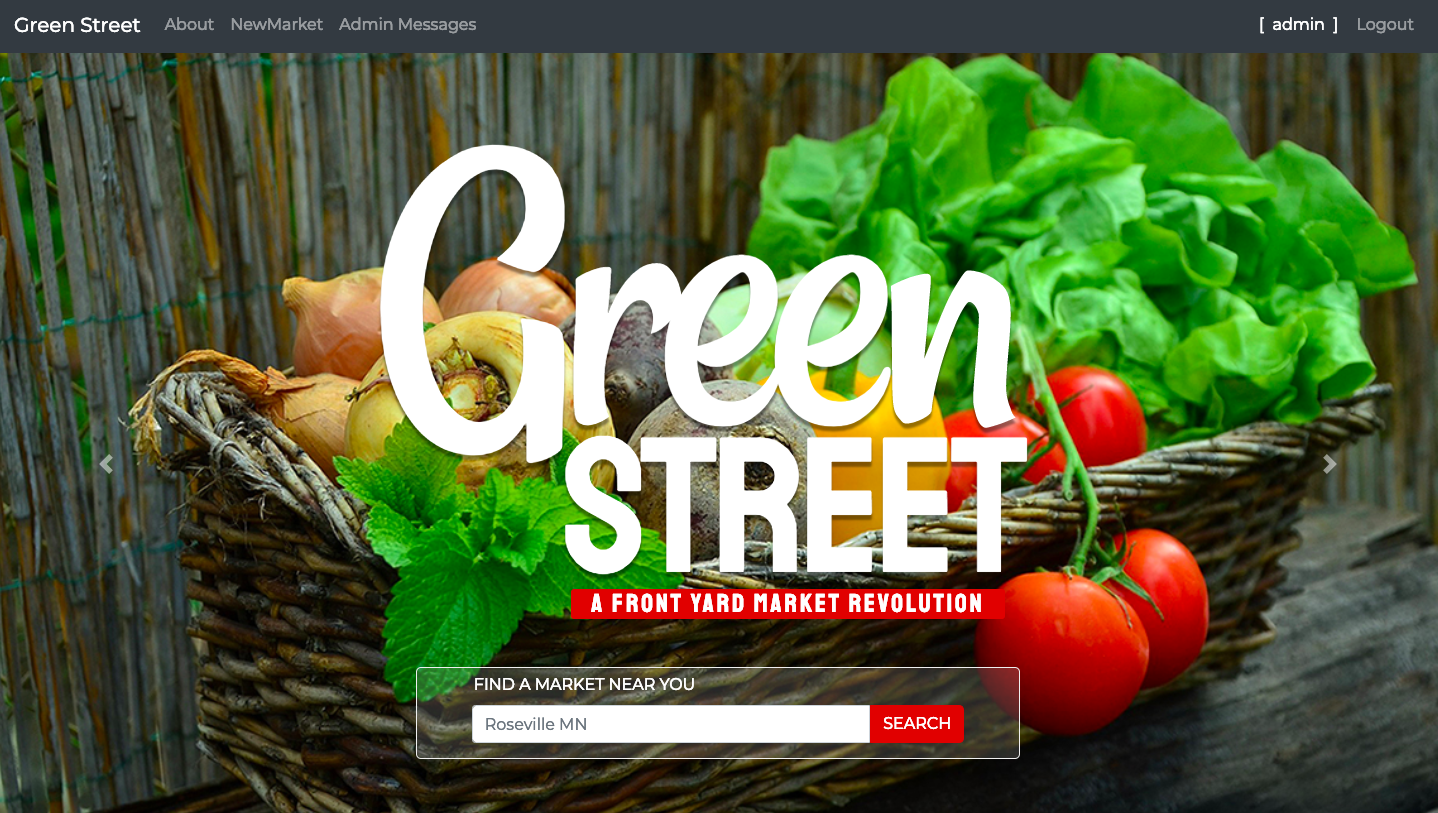 Green Street About NewMarket Admin Messages [ admin ] Logout
Green
STREET
A FRONT YARD MARKET REVOLUTION
FIND A MARKET NEAR YOU
Roseville MN SEARCH